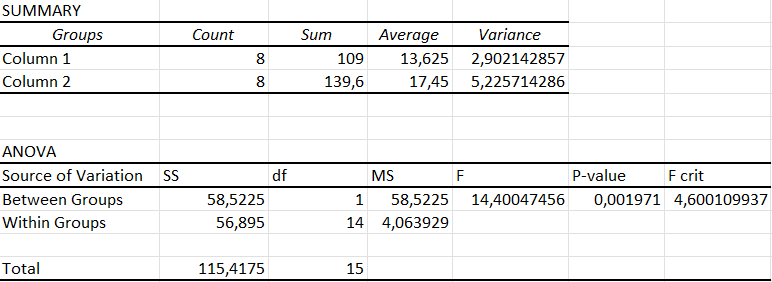 SUMMARY
Groups Count Sum Average Variance
Column 1 8 109 13,625 2,902142857
Column 2 8 139,6 17,45 5,225714286
ANOVA
Source of Variation SS df MS F P-value F crit
Between Groups 58,5225 1 58,5225 14,40047456 0,001971 4,600109937
Within Groups 56,895 14 4,063929
Total 115,4175 15